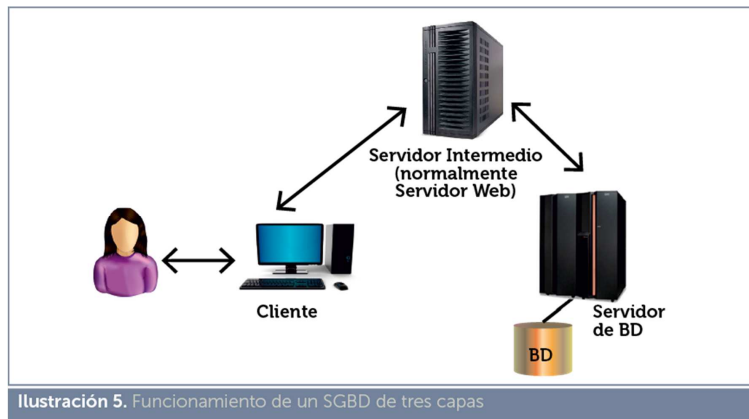 Servidor Intermedio
(normalmente
Servidor Web)
Cliente
Servidor
de BD
BD
Ilustración 5. Funcionamiento de un SGBD de tres capas